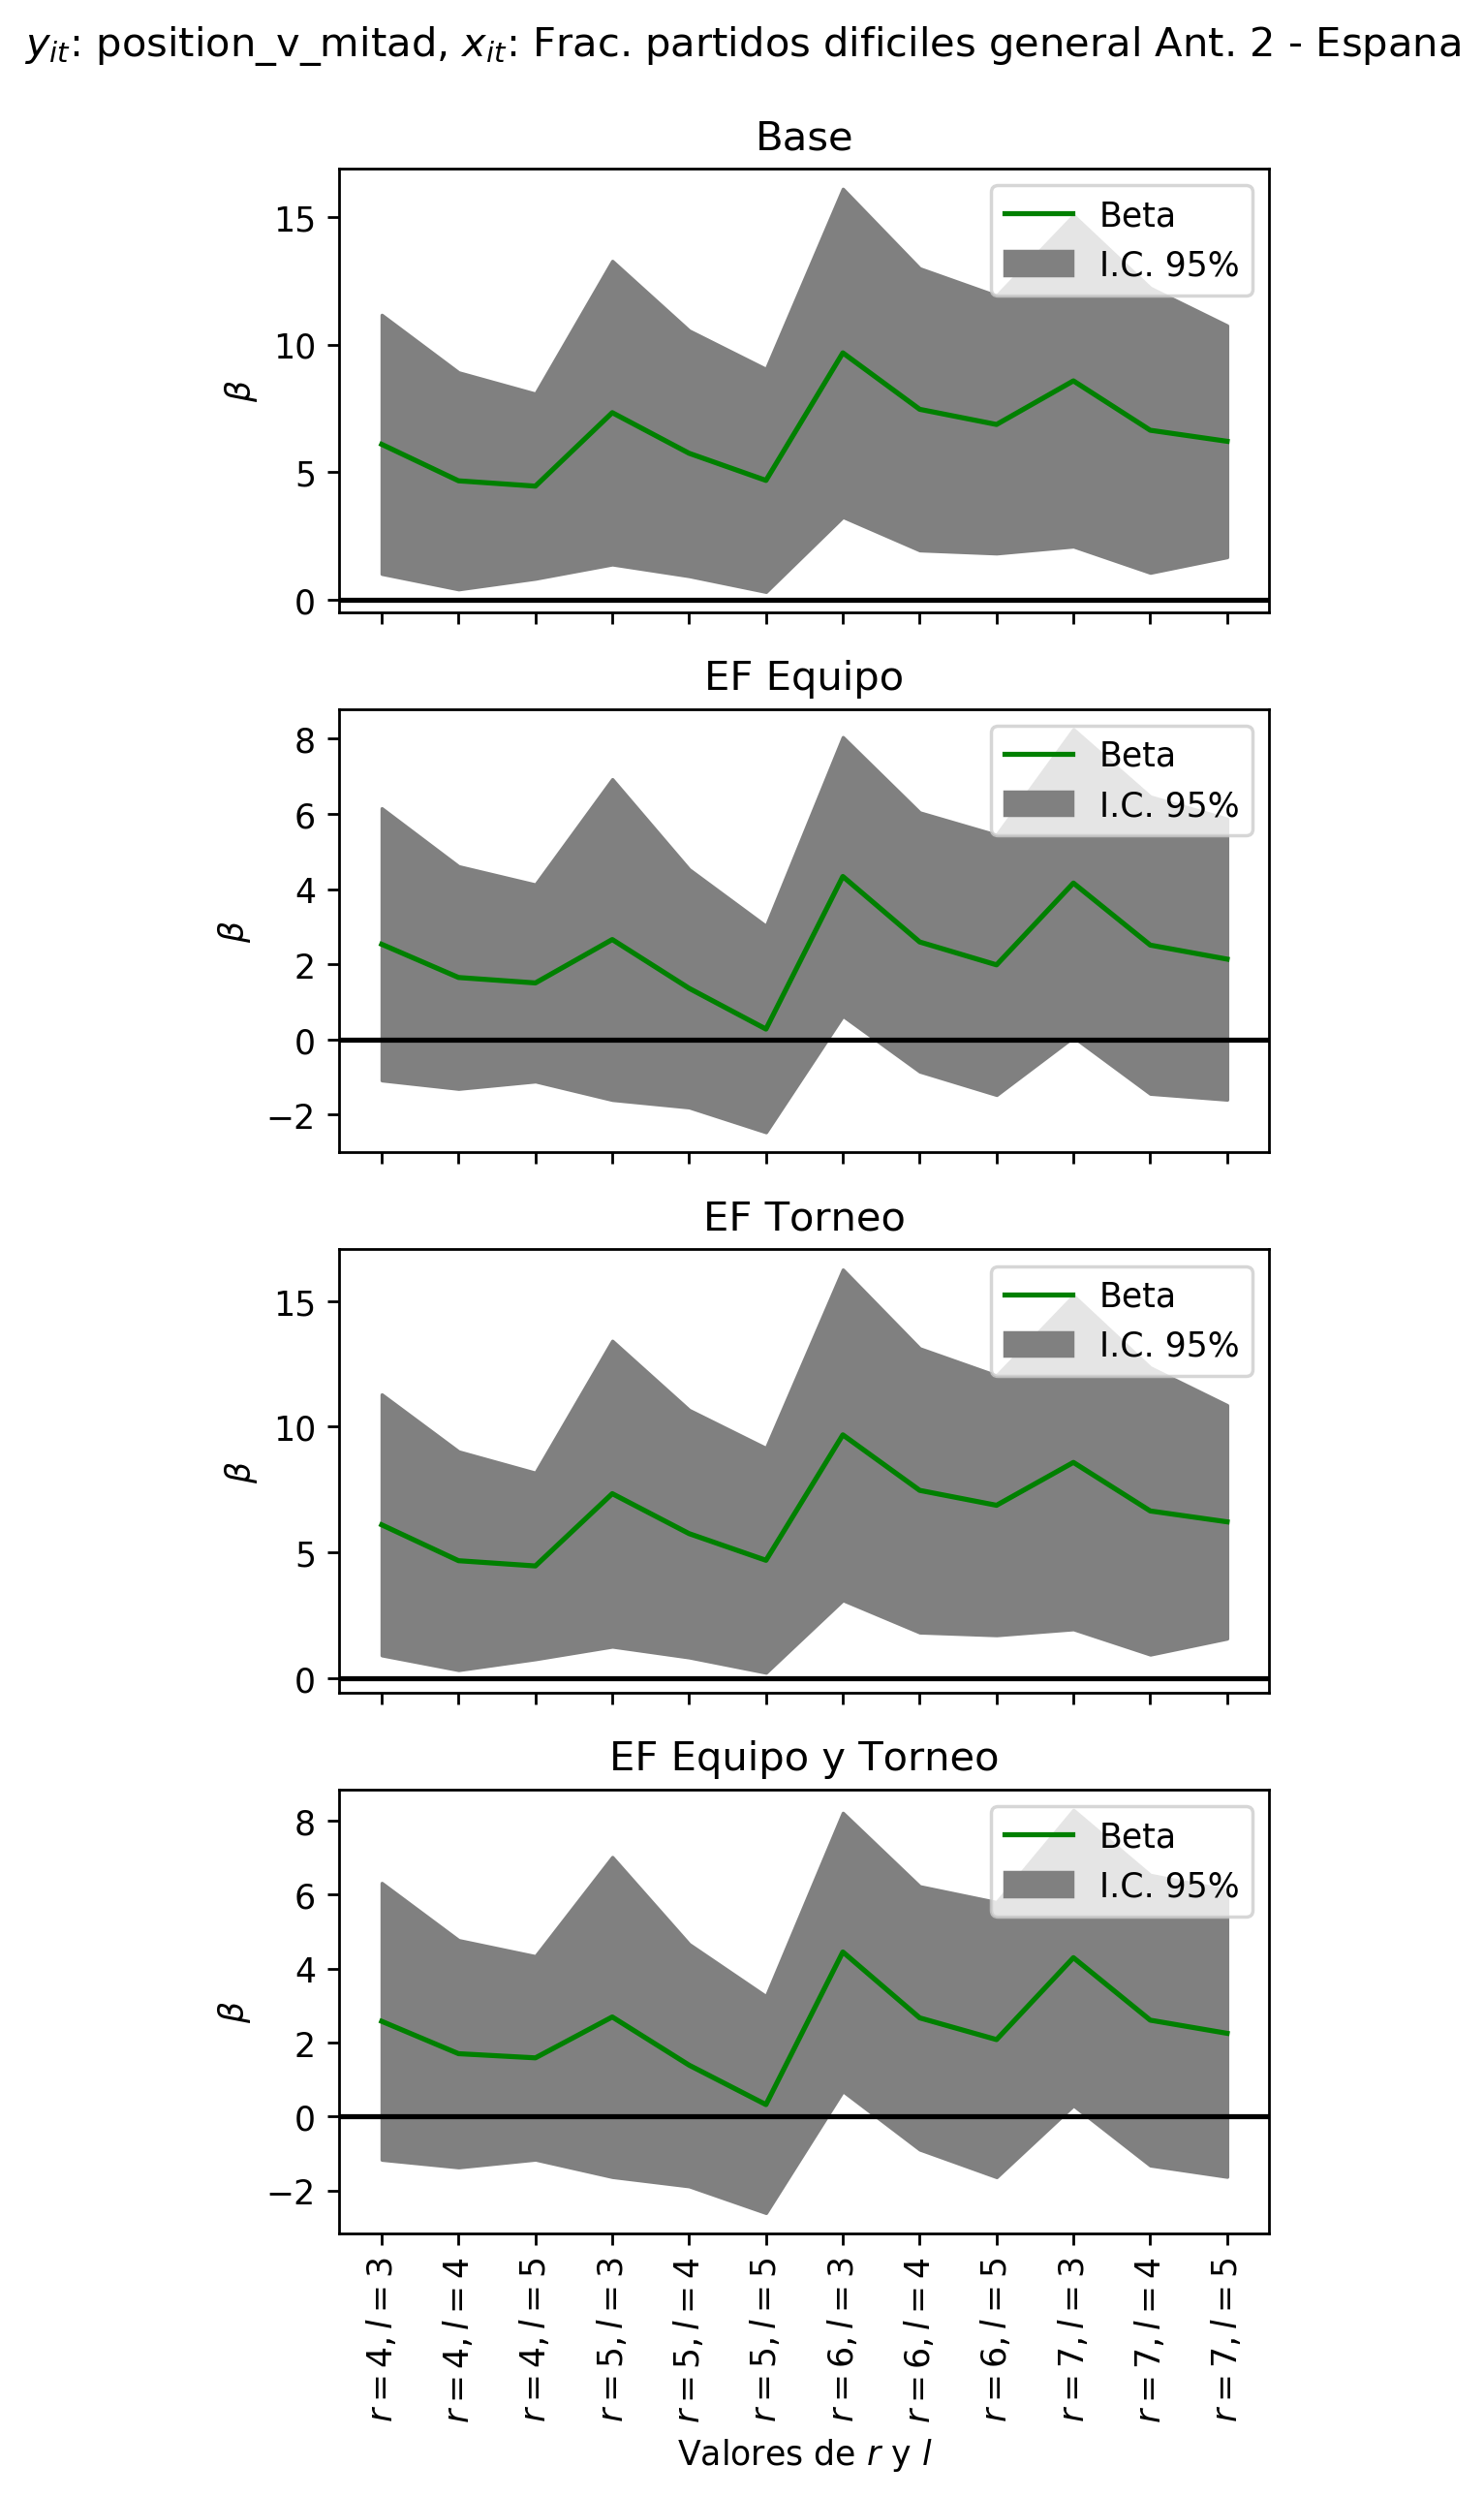 y_it: position_v_mitad, x_it: Frac. partidos dificiles general Ant. 2 - Espana
Base
15
10
5
0
β
Beta
I.C. 95%
EF Equipo
8
6
4
2
0
−2
β
Beta
I.C. 95%
EF Torneo
15
10
5
0
β
Beta
I.C. 95%
EF Equipo y Torneo
8
6
4
2
0
−2
β
Beta
I.C. 95%
r = 4, l = 3
r = 4, l = 4
r = 4, l = 5
r = 5, l = 3
r = 5, l = 4
r = 5, l = 5
r = 6, l = 3
r = 6, l = 4
r = 6, l = 5
r = 7, l = 3
r = 7, l = 4
r = 7, l = 5
Valores de r y l